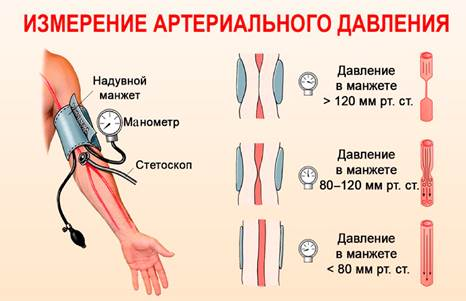 ИЗМЕРЕНИЕ АРТЕРИАЛЬНОГО ДАВЛЕНИЯ
Надувной
манжет
Манометр
Стетоскоп
Давление
в манжете
> 120 мм рт. ст.
Давление
в манжете
80–120 мм рт. ст.
Давление
в манжете
< 80 мм рт. ст.